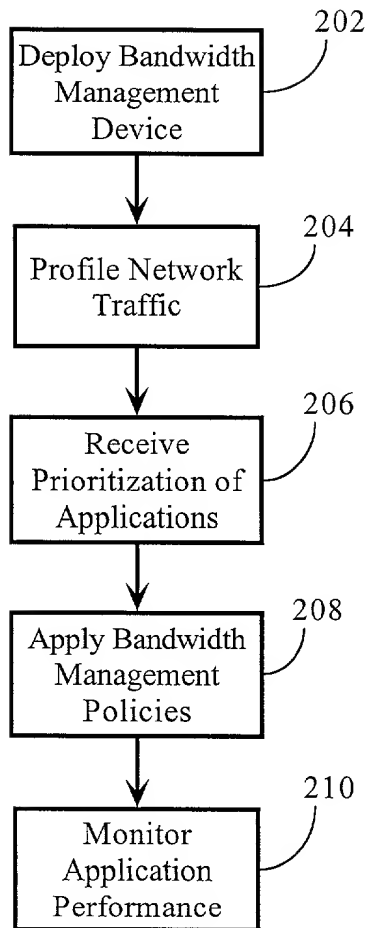 202
Deploy Bandwidth
Management
Device
204
Profile Network
Traffic
206
Receive
Prioritization of
Applications
208
Apply Bandwidth
Management
Policies
210
Monitor
Application
Performance